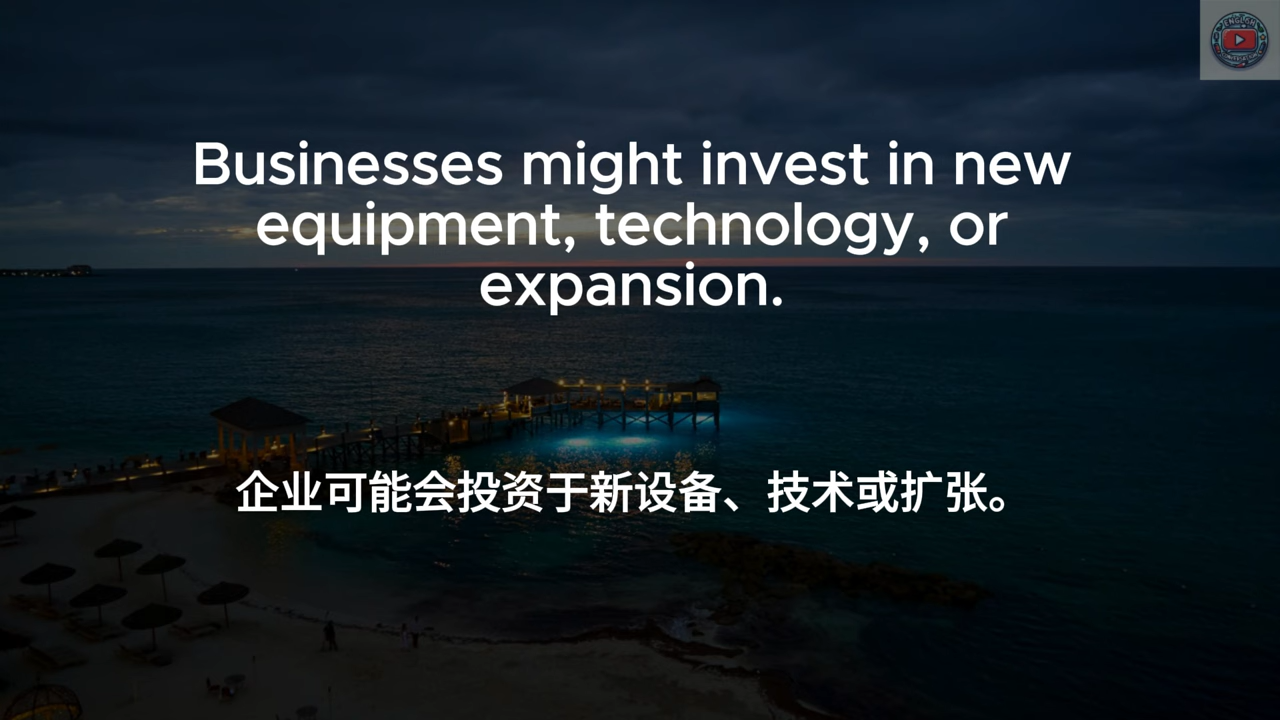 Businesses might invest in new
equipment, technology, or
expansion.
企业可能会投资于新设备、技术或扩张。